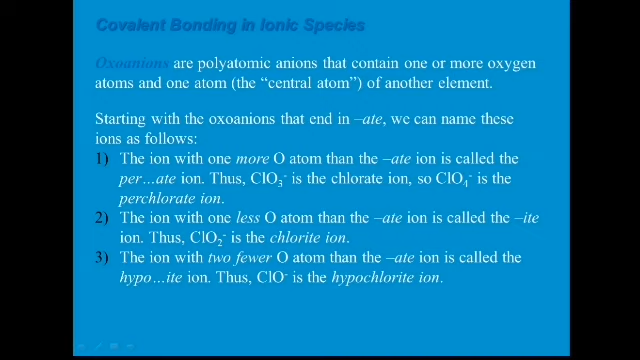 Covalent Bonding in Ionic Species
Oxoanions are polyatomic anions that contain one or more oxygen
atoms and one atom (the “central atom”) of another element.
Starting with the oxoanions that end in –ate, we can name these
ions as follows:
1) The ion with one more O atom than the –ate ion is called the
per…ate ion. Thus, ClO₃⁻ is the chlorate ion, so ClO₄⁻ is the
perchlorate ion.
2) The ion with one less O atom than the –ate ion is called the –ite
ion. Thus, ClO₂⁻ is the chlorite ion.
3) The ion with two fewer O atom than the –ate ion is called the
hypo…ite ion. Thus, ClO⁻ is the hypochlorite ion.